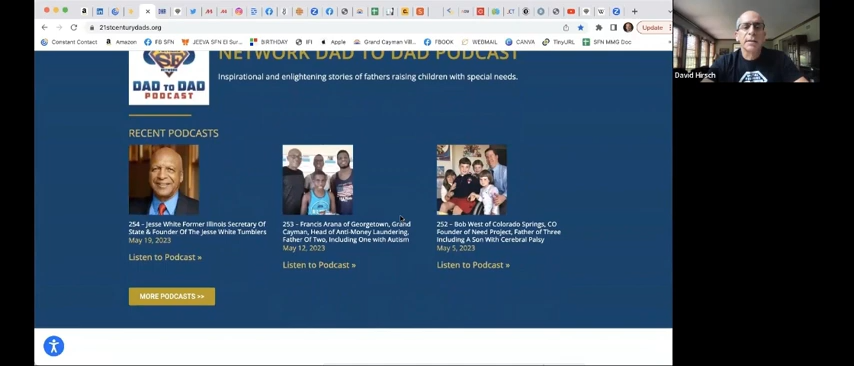 21stcenturydads.org
Update
Constant Contact
Amazon
FB SFN
JEEVA SFN EI Sur...
BIRTHDAY
IFI
Apple
Grand Cayman Vill...
FBOOK
WEBMAIL
CANVA
TinyURL
SFN MMG Doc
David Hirsch
NETWORK DAD TO DAD PODCAST
SF
NETWORK
DAD TO DAD
PODCAST
Inspirational and enlightening stories of fathers raising children with special needs.
RECENT PODCASTS
254 – Jesse White Former Illinois Secretary Of
State & Founder Of The Jesse White Tumblers
May 19, 2023
Listen to Podcast »
253 – Francis Arana of Georgetown, Grand
Cayman, Head of Anti-Money Laundering,
Father Of Two, Including One with Autism
May 12, 2023
Listen to Podcast »
252 – Bob West of Colorado Springs, CO
Founder of Need Project, Father of Three
Including A Son With Cerebral Palsy
May 5, 2023
Listen to Podcast »
MORE PODCASTS >>